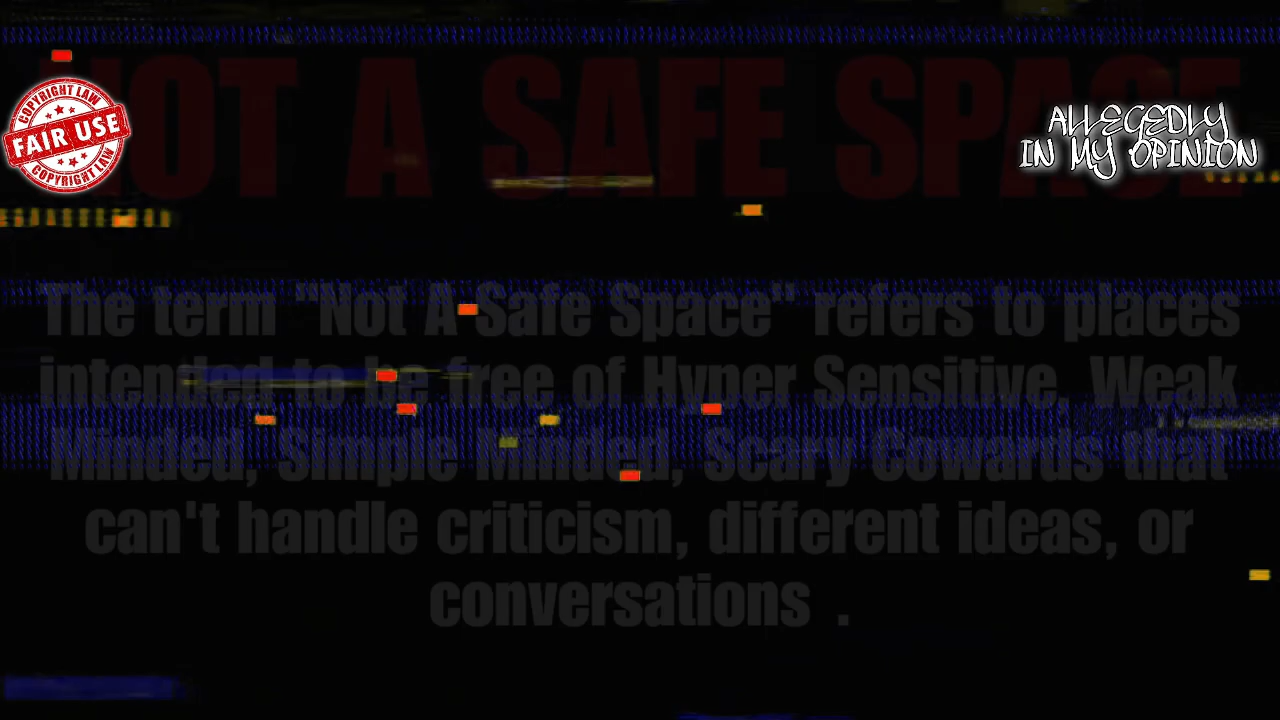 NOT A SAFE SPACE
COPYRIGHT LAW
FAIR USE
COPYRIGHT LAW
ALLEGEDLY
IN MY OPINION
The term "Not A Safe Space" refers to places
intended to be free of Hyper Sensitive, Weak
Minded, Simple Minded, Scary Cowards that
can't handle criticism, different ideas, or
conversations .